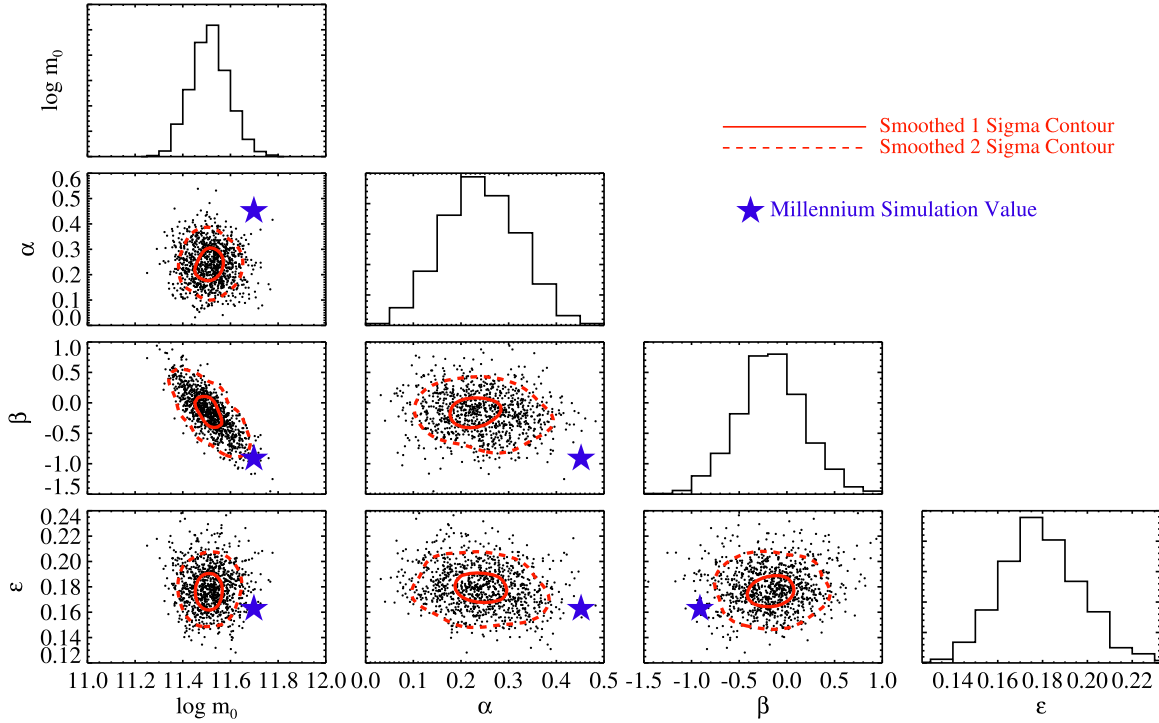 log m0
Smoothed 1 Sigma Contour
Smoothed 2 Sigma Contour
Millennium Simulation Value
0.6
0.5
0.4
0.3
0.2
0.1
0.0
α
1.0
0.5
0.0
-0.5
-1.0
-1.5
β
0.24
0.22
0.20
0.18
0.16
0.14
0.12
ε
11.0 11.2 11.4 11.6 11.8 12.0
0.0 0.1 0.2 0.3 0.4 0.5
-1.5 -1.0 -0.5 0.0 0.5 1.0
0.14 0.16 0.18 0.20 0.22
log m0 α β ε